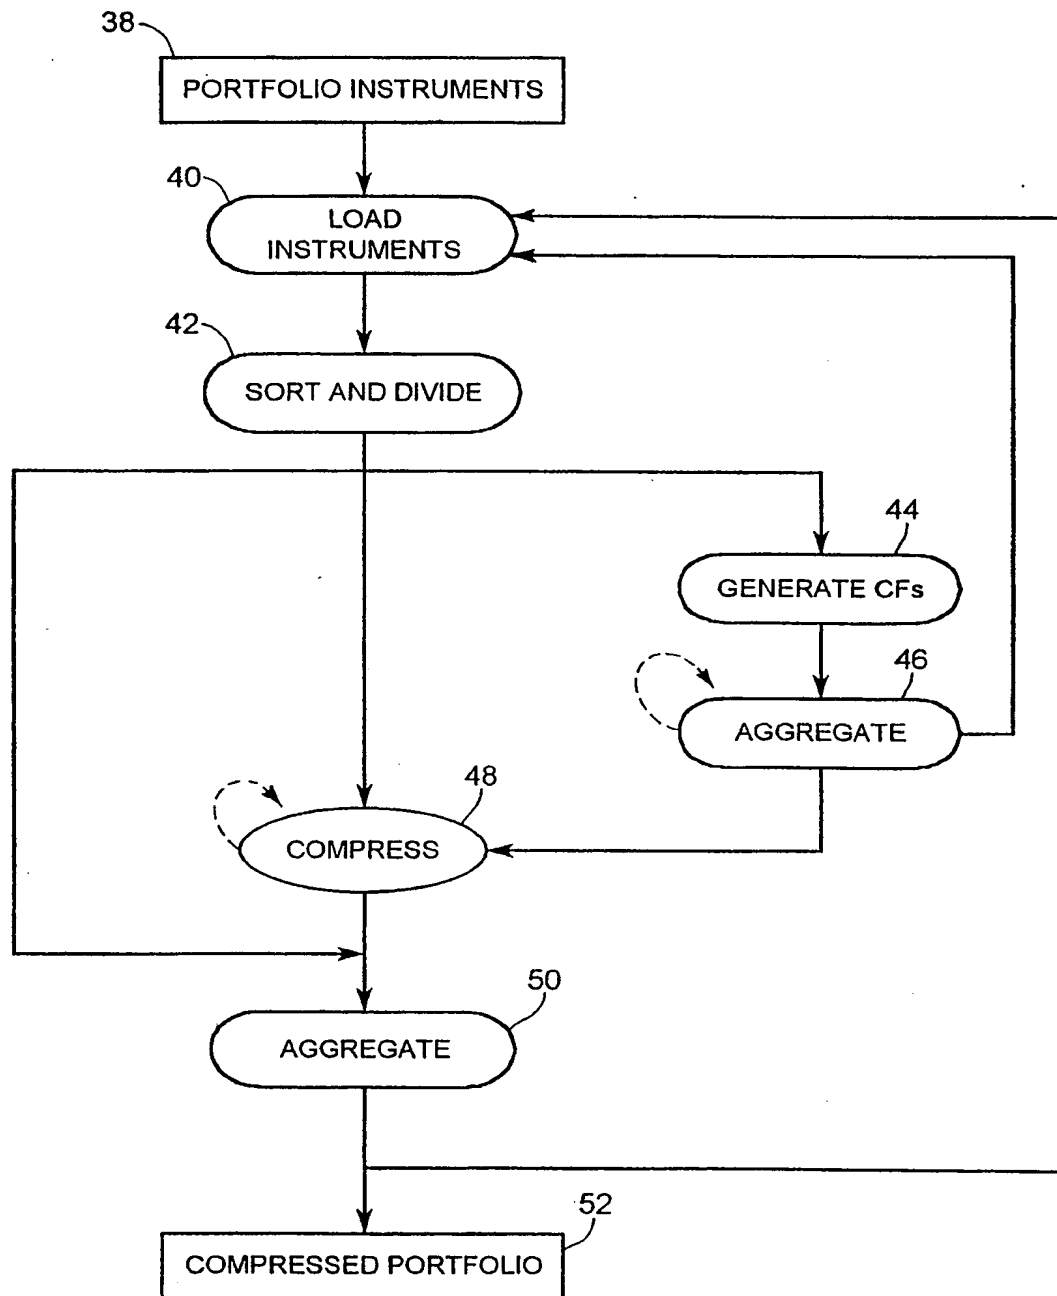 38
PORTFOLIO INSTRUMENTS
40
LOAD
INSTRUMENTS
42
SORT AND DIVIDE
44
GENERATE CFs
46
AGGREGATE
48
COMPRESS
50
AGGREGATE
52
COMPRESSED PORTFOLIO